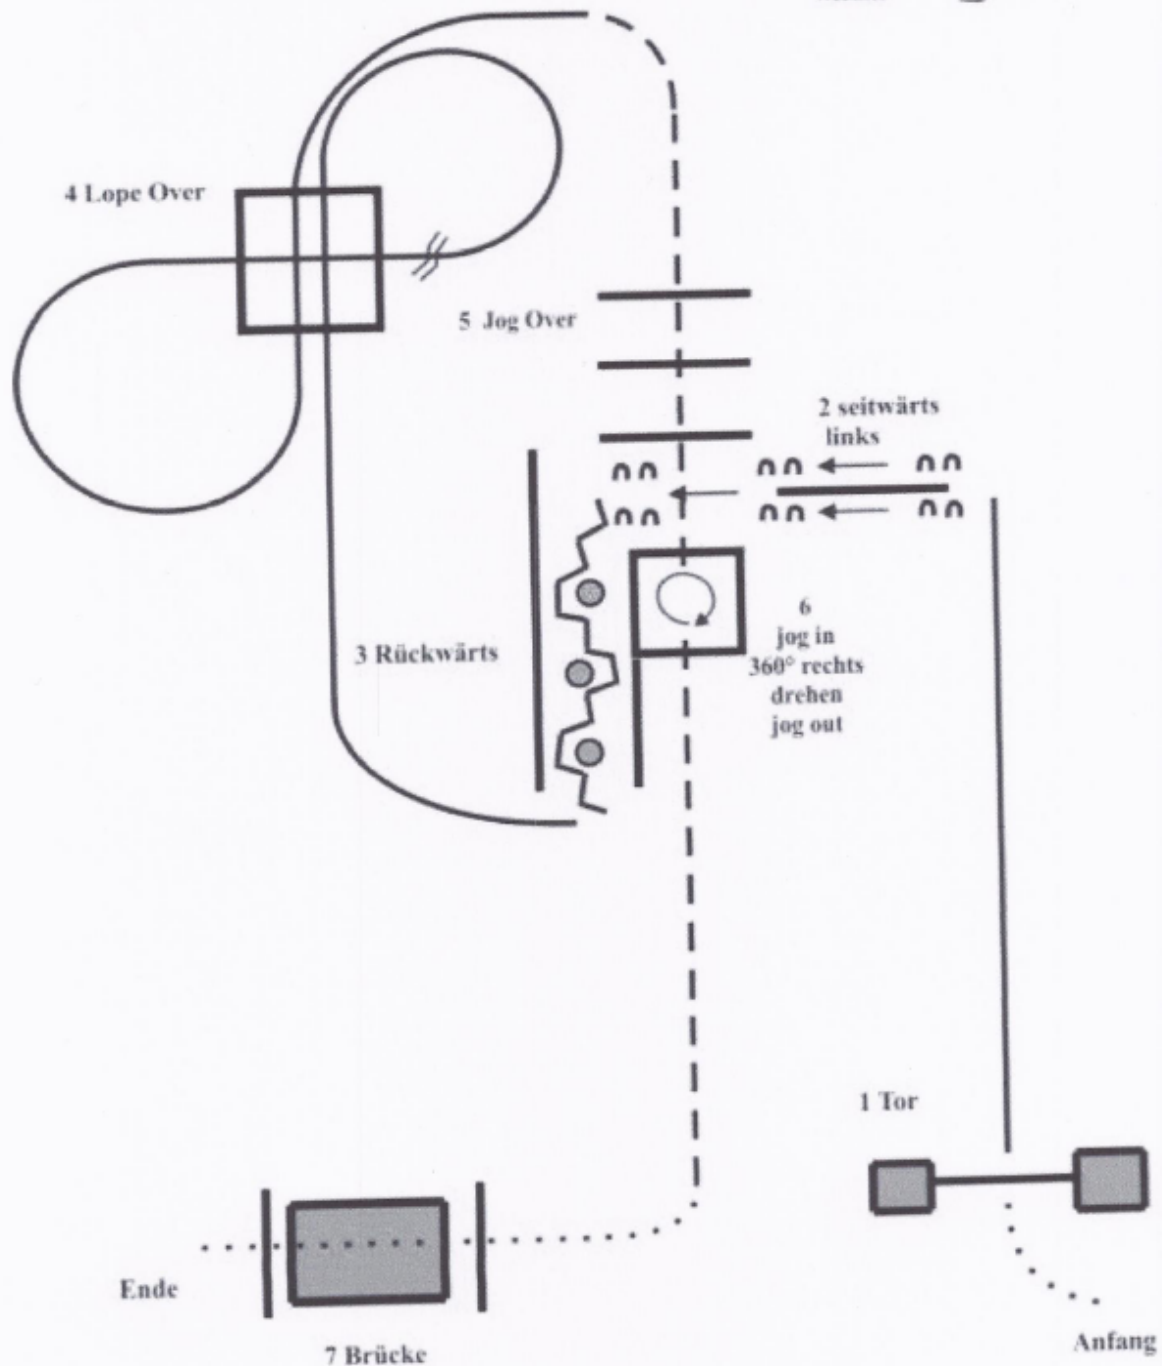 4 Lope Over
5 Jog Over
2 seitwärts
links
3 Rückwärts
6
jog in
360° rechts
drehen
jog out
1 Tor
Ende
7 Brücke
Anfang